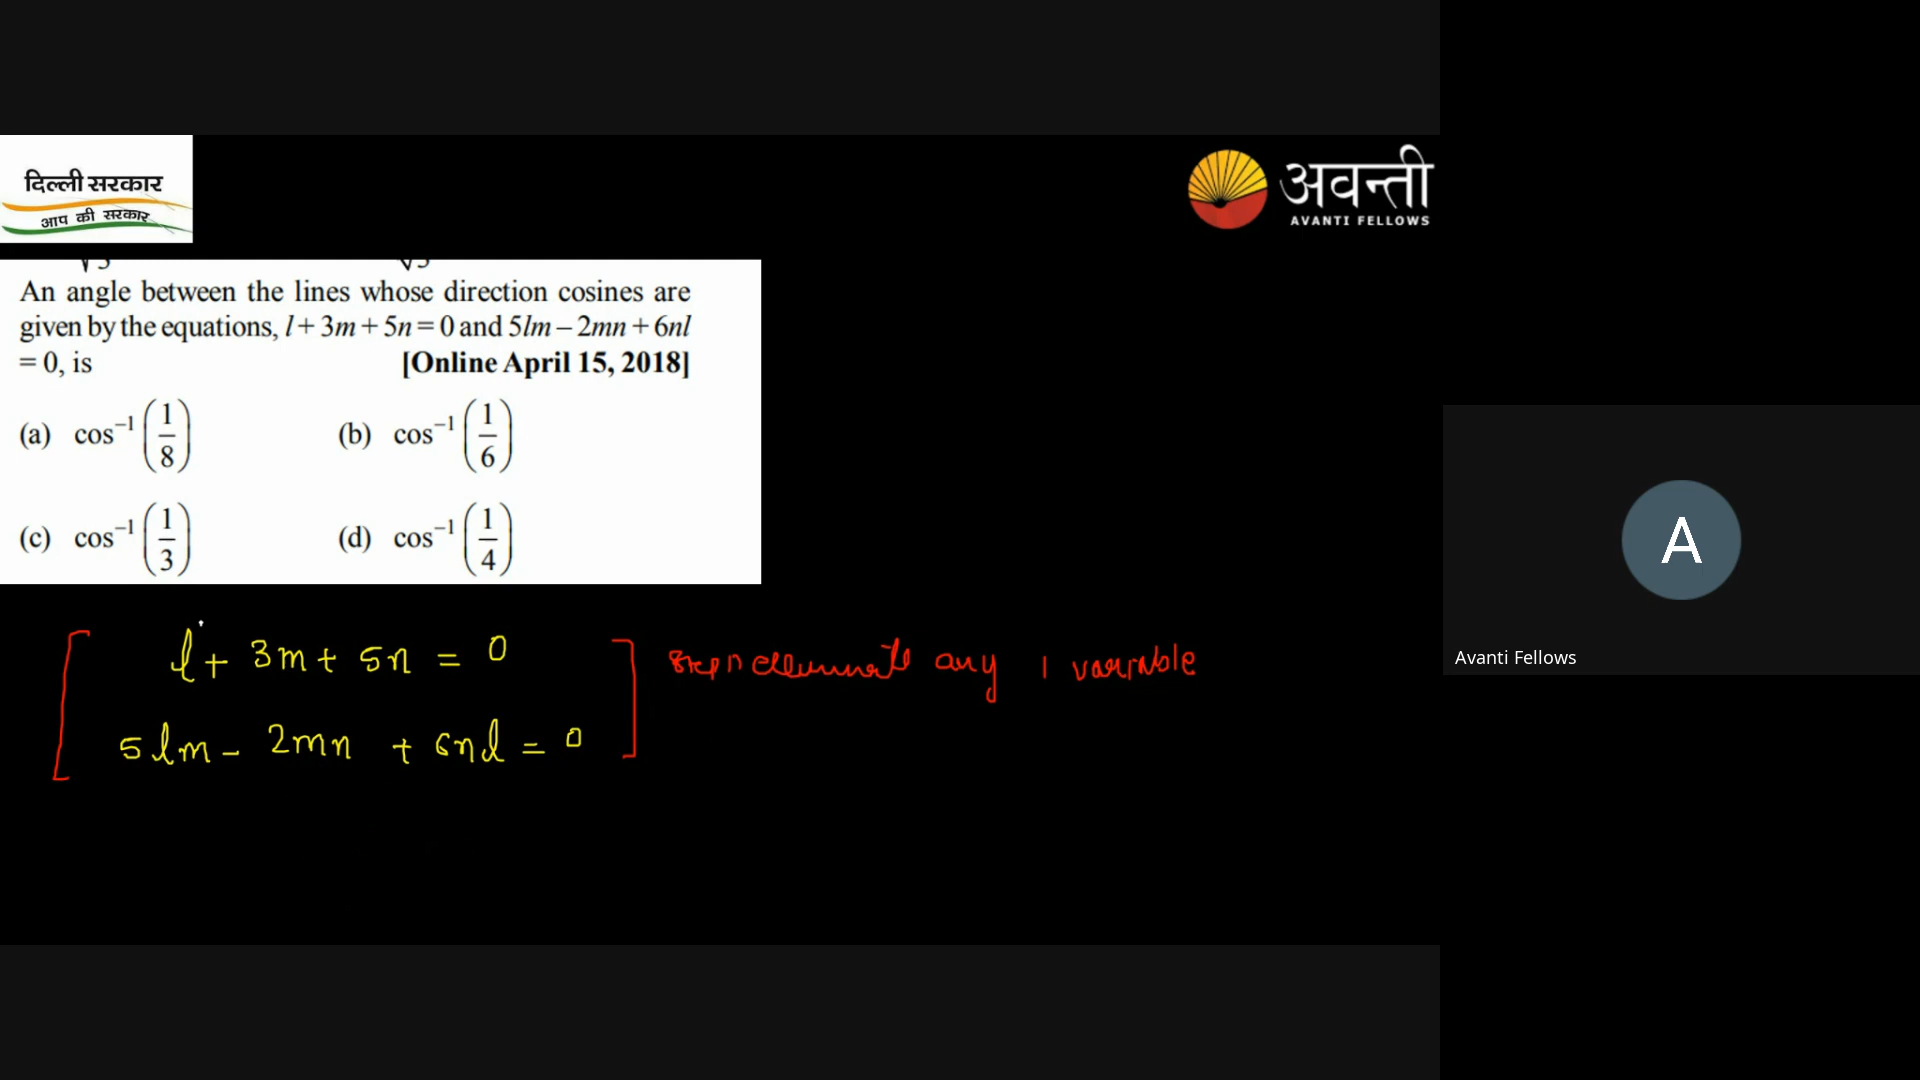 दिल्ली सरकार
आप की सरकार
अवन्ती
AVANTI FELLOWS
An angle between the lines whose direction cosines are
given by the equations, l + 3m + 5n = 0 and 5lm – 2mn + 6nl
= 0, is [Online April 15, 2018]
(a) cos⁻¹ (1/8) (b) cos⁻¹ (1/6)
(c) cos⁻¹ (1/3) (d) cos⁻¹ (1/4)
l + 3m + 5n = 0
any 1 variable
5lm - 2mn + 6nl = 0
A
Avanti Fellows